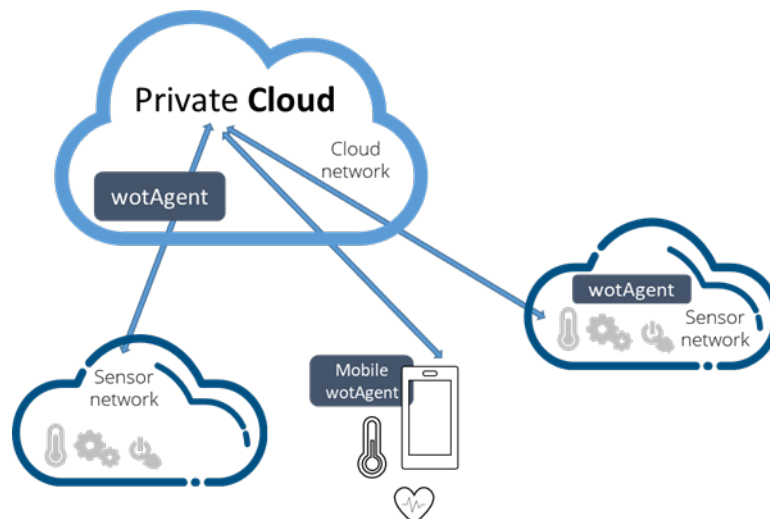 Private Cloud
Cloud
network
wotAgent
wotAgent
Sensor
network
Mobile
wotAgent
Sensor
network